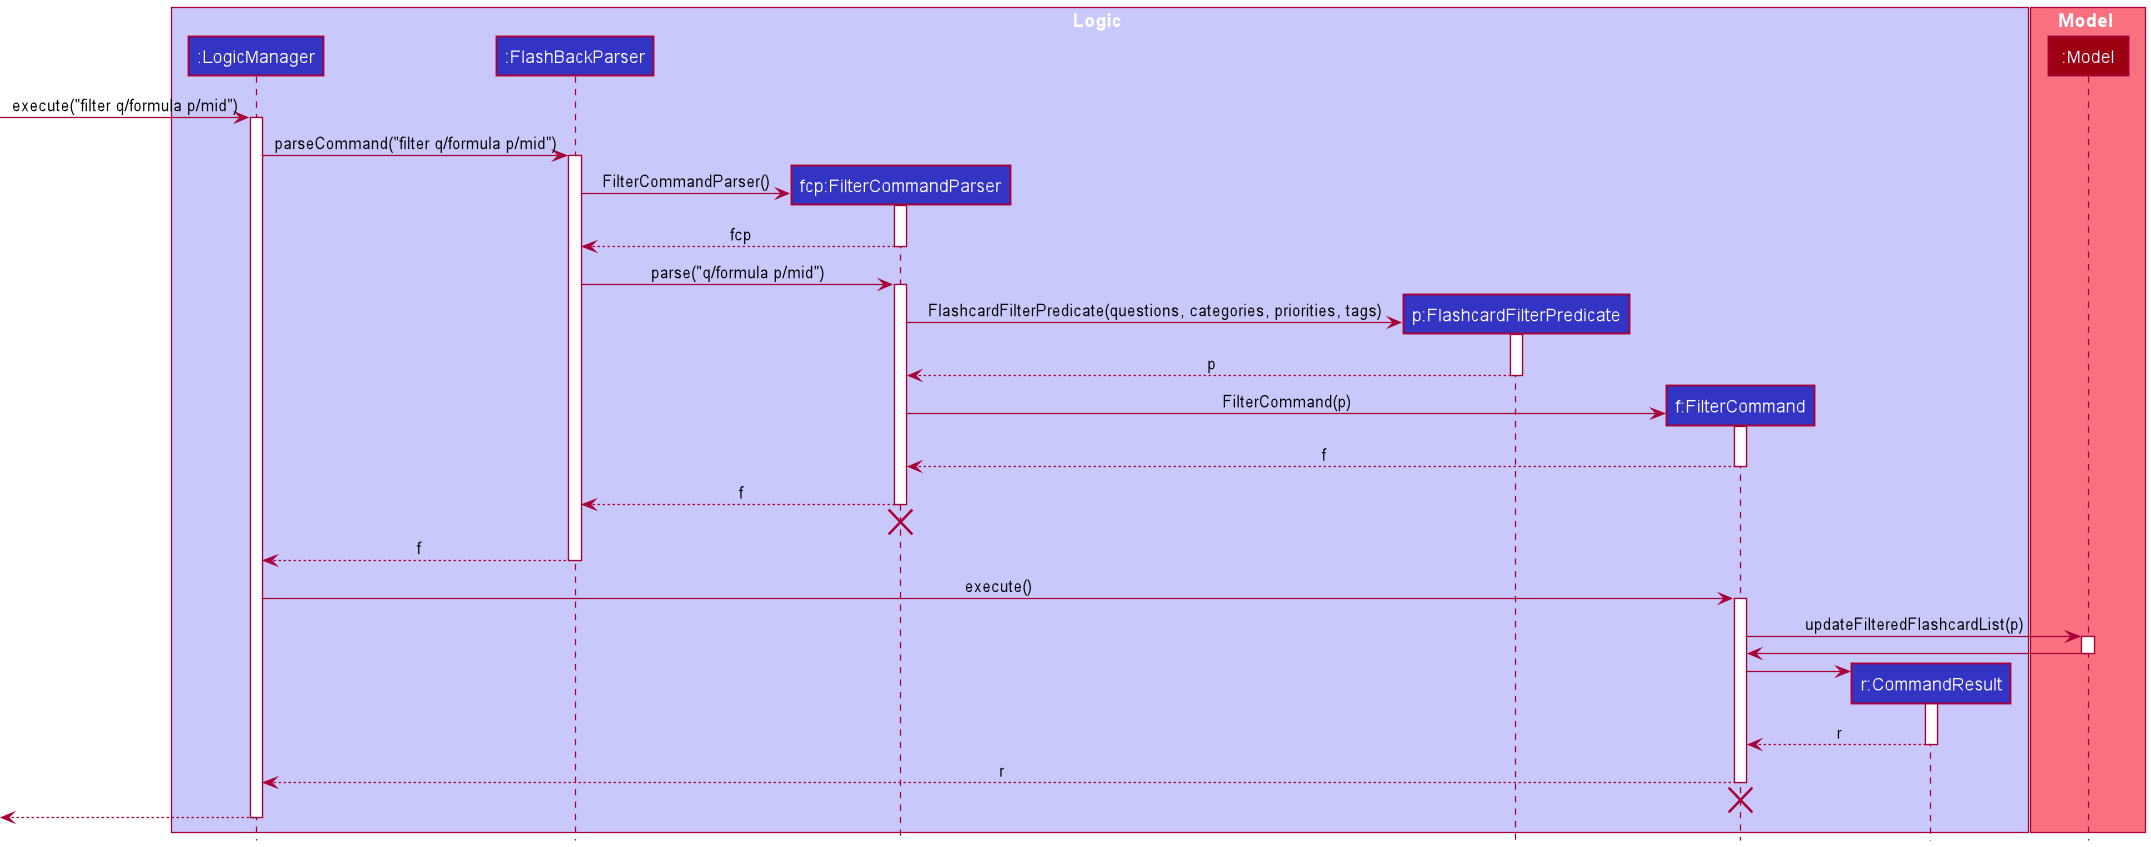 Logic
Model
:LogicManager
:FlashBackParser
:Model
execute("filter q/formula p/mid")
parseCommand("filter q/formula p/mid")
FilterCommandParser()
fcp:FilterCommandParser
fcp
parse("q/formula p/mid")
FlashcardFilterPredicate(questions, categories, priorities, tags)
p:FlashcardFilterPredicate
p
FilterCommand(p)
f:FilterCommand
f
f
f
execute()
updateFilteredFlashcardList(p)
r:CommandResult
r
r